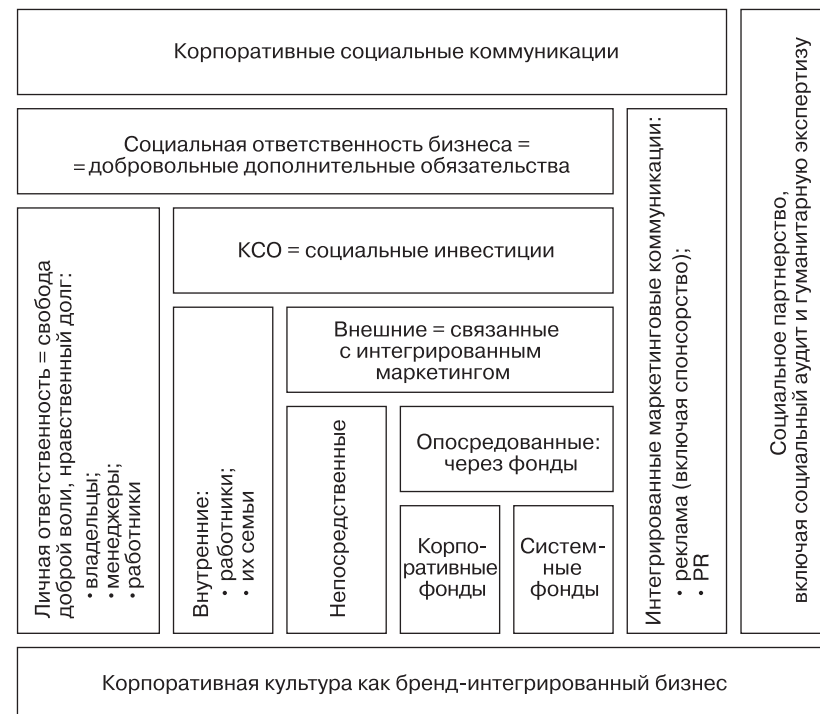 Корпоративные социальные коммуникации
Социальная ответственность бизнеса =
= добровольные дополнительные обязательства
КСО = социальные инвестиции
Внешние = связанные
с интегрированным
маркетингом
Опосредованные:
через фонды
Корпо-
ративные
фонды
Систем-
ные
фонды
Личная ответственность = свобода
доброй воли, нравственный долг:
• владельцы;
• менеджеры;
• работники
Внутренние:
• работники;
• их семьи
Непосредственные
Интегрированные маркетинговые коммуникации:
• реклама (включая спонсорство);
• PR
Социальное партнерство,
включая социальный аудит и гуманитарную экспертизу
Корпоративная культура как бренд-интегрированный бизнес